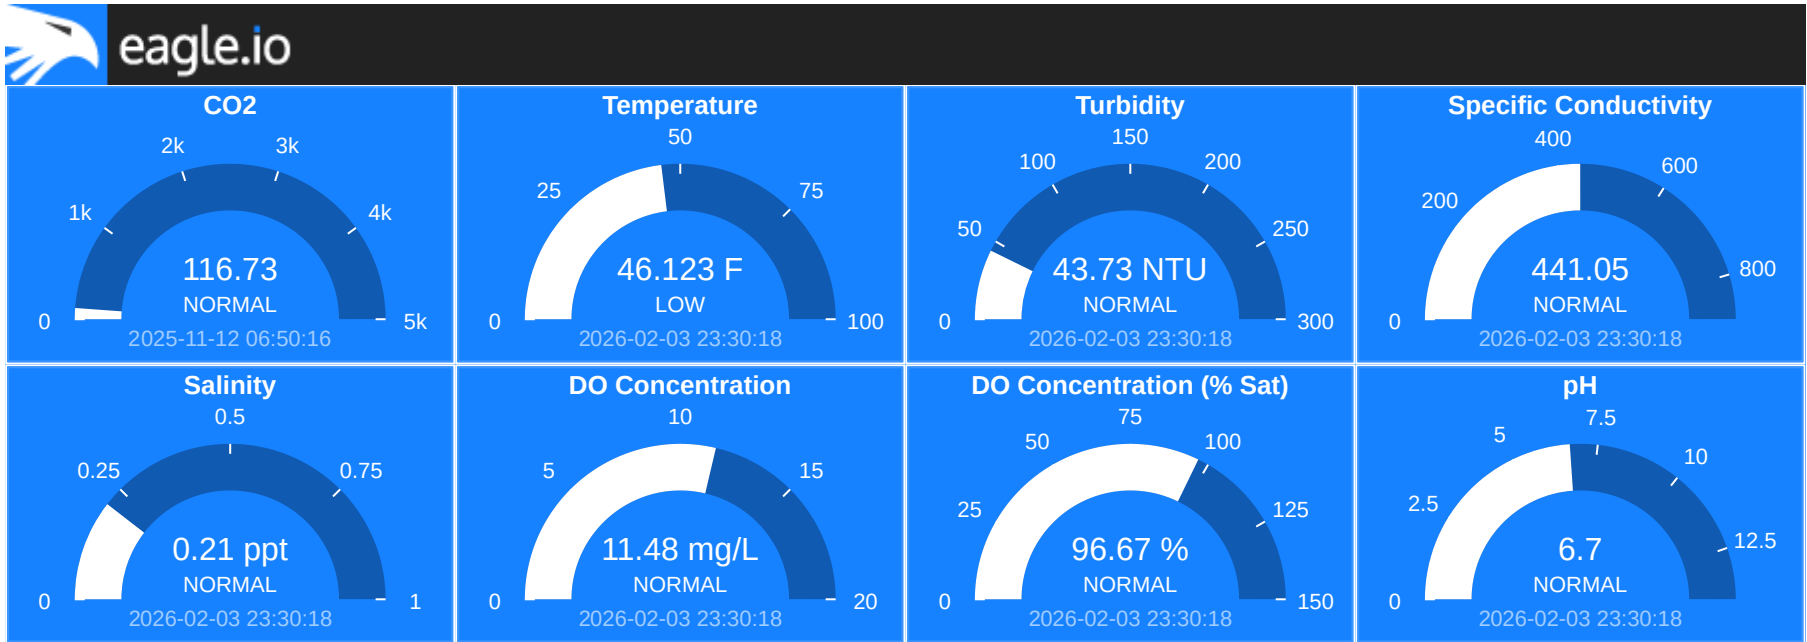 eagle.io
CO2
0
1k
2k
3k
4k
5k
116.73
NORMAL
2025-11-12 06:50:16
Temperature
0
25
50
75
100
46.123 F
LOW
2026-02-03 23:30:18
Turbidity
0
50
100
150
200
250
300
43.73 NTU
NORMAL
2026-02-03 23:30:18
Specific Conductivity
0
200
400
600
800
441.05
NORMAL
2026-02-03 23:30:18
Salinity
0
0.25
0.5
0.75
1
0.21 ppt
NORMAL
2026-02-03 23:30:18
DO Concentration
0
5
10
15
20
11.48 mg/L
NORMAL
2026-02-03 23:30:18
DO Concentration (% Sat)
0
25
50
75
100
125
150
96.67 %
NORMAL
2026-02-03 23:30:18
pH
0
2.5
5
7.5
10
12.5
6.7
NORMAL
2026-02-03 23:30:18